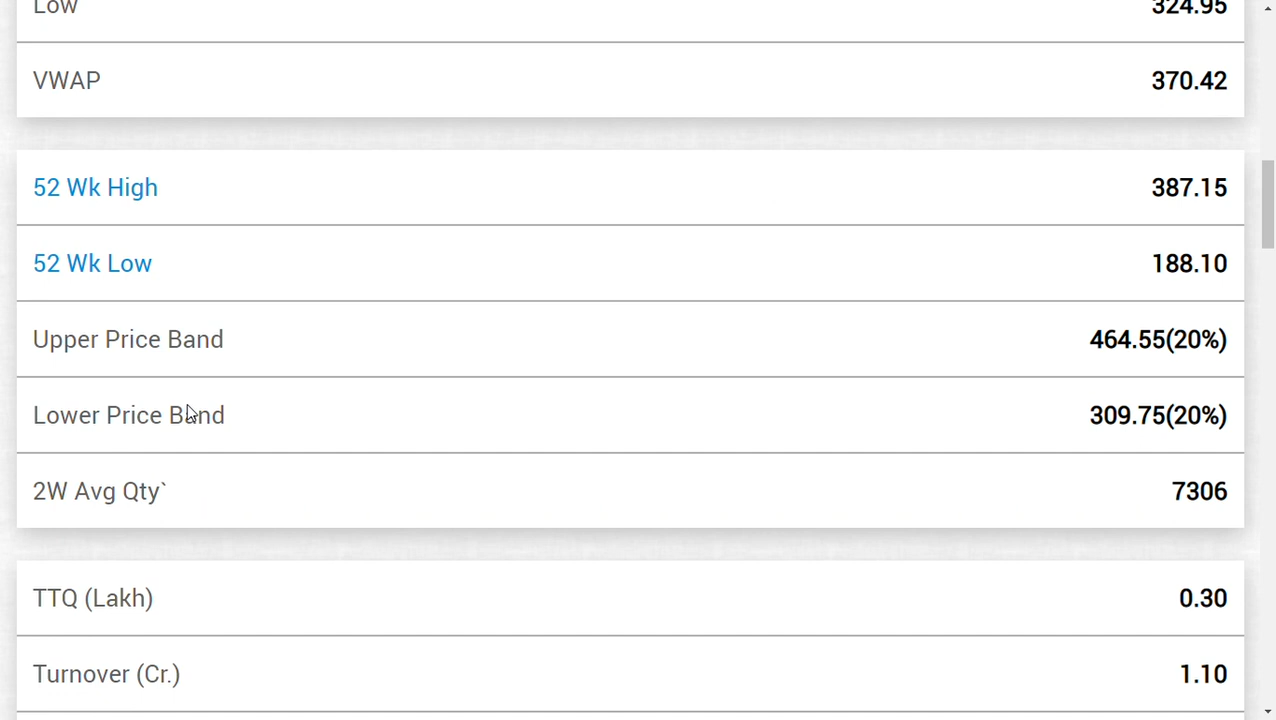 Low 324.95
VWAP 370.42
52 Wk High 387.15
52 Wk Low 188.10
Upper Price Band 464.55(20%)
Lower Price Band 309.75(20%)
2W Avg Qty` 7306
TTQ (Lakh) 0.30
Turnover (Cr.) 1.10